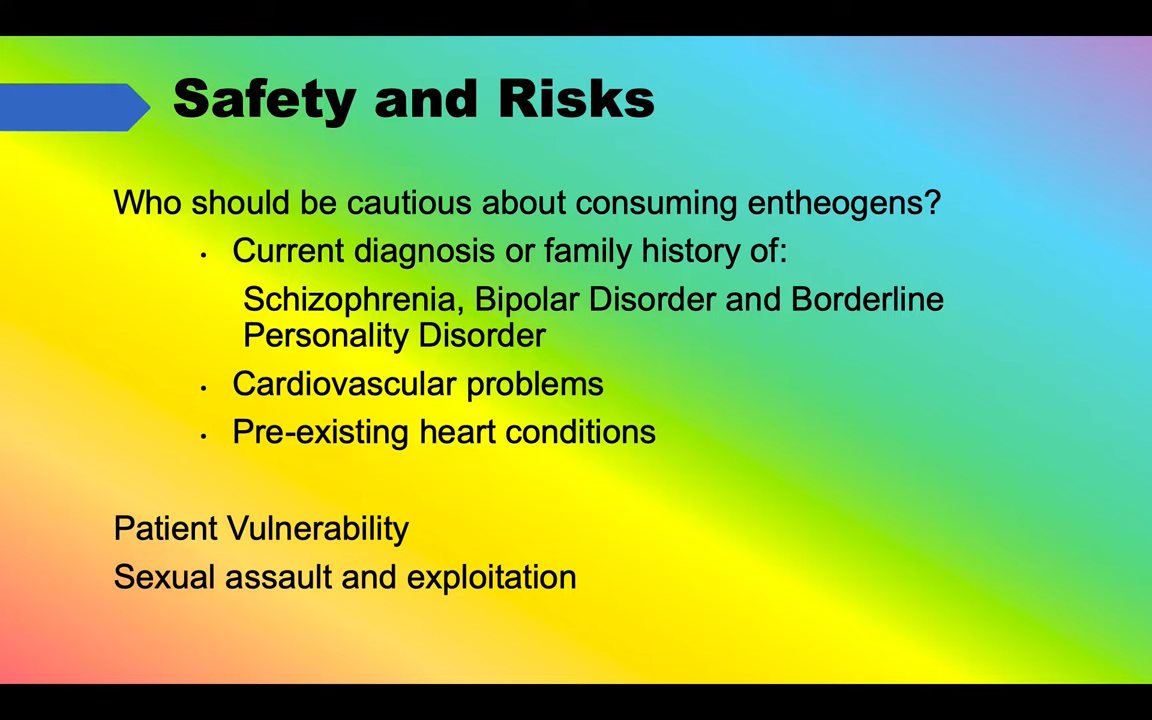 Safety and Risks
Who should be cautious about consuming entheogens?
• Current diagnosis or family history of:
Schizophrenia, Bipolar Disorder and Borderline
Personality Disorder
• Cardiovascular problems
• Pre-existing heart conditions
Patient Vulnerability
Sexual assault and exploitation